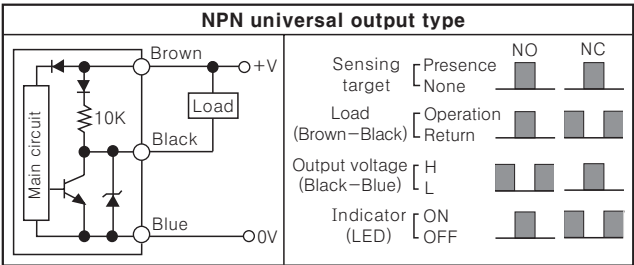 NPN universal output type
Brown
+V
Load
10K
Black
Main circuit
Blue
0V
NO NC
Sensing target Presence None
Load (Brown-Black) Operation Return
Output voltage (Black-Blue) H L
Indicator (LED) ON OFF